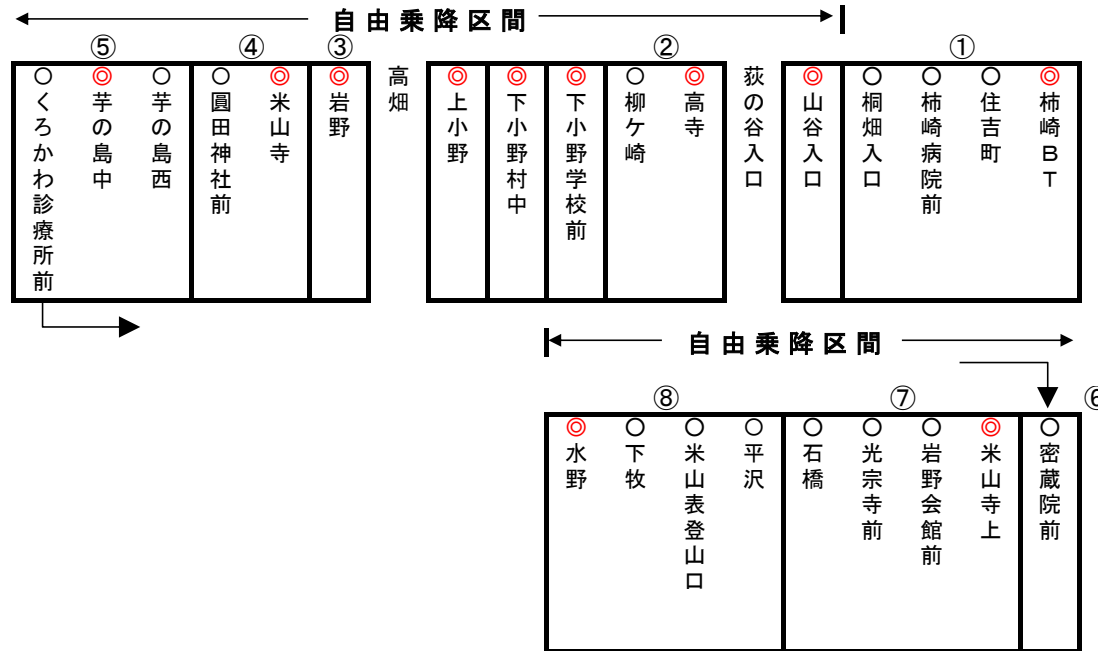 自由乗降区間
⑤
④
③
②
①
◎柿崎BT
○住吉町
○柿崎病院前
○桐畑入口
◎山谷入口
荻の谷入口
◎高寺
○柳ケ崎
◎下小野学校前
◎下小野村中
◎上小野
高畑
◎岩野
◎米山寺
○圓田神社前
○芋の島西
◎芋の島中
○くろかわ診療所前
自由乗降区間
⑧
⑦
⑥
○密蔵院前
◎米山寺上
○岩野会館前
○光宗寺前
○石橋
○平沢
○米山表登山口
○下牧
◎水野